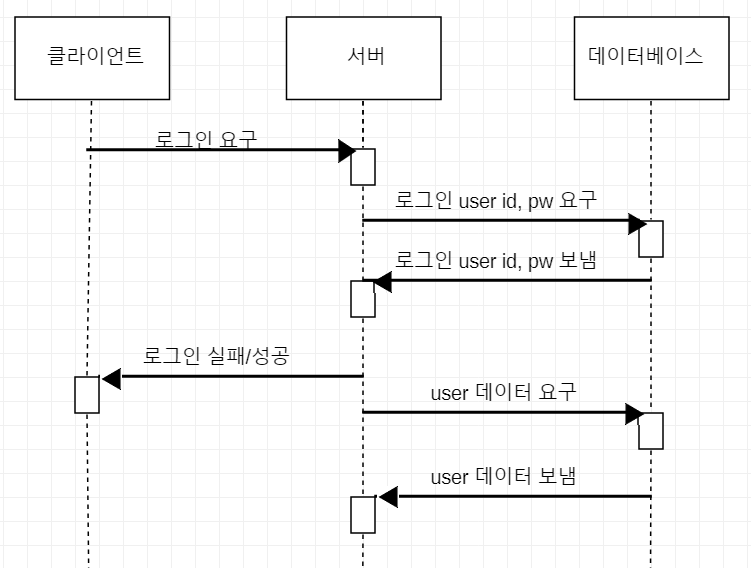 클라이언트
서버
데이터베이스
로그인 요구
로그인 user id, pw 요구
로그인 user id, pw 보냄
로그인 실패/성공
user 데이터 요구
user 데이터 보냄